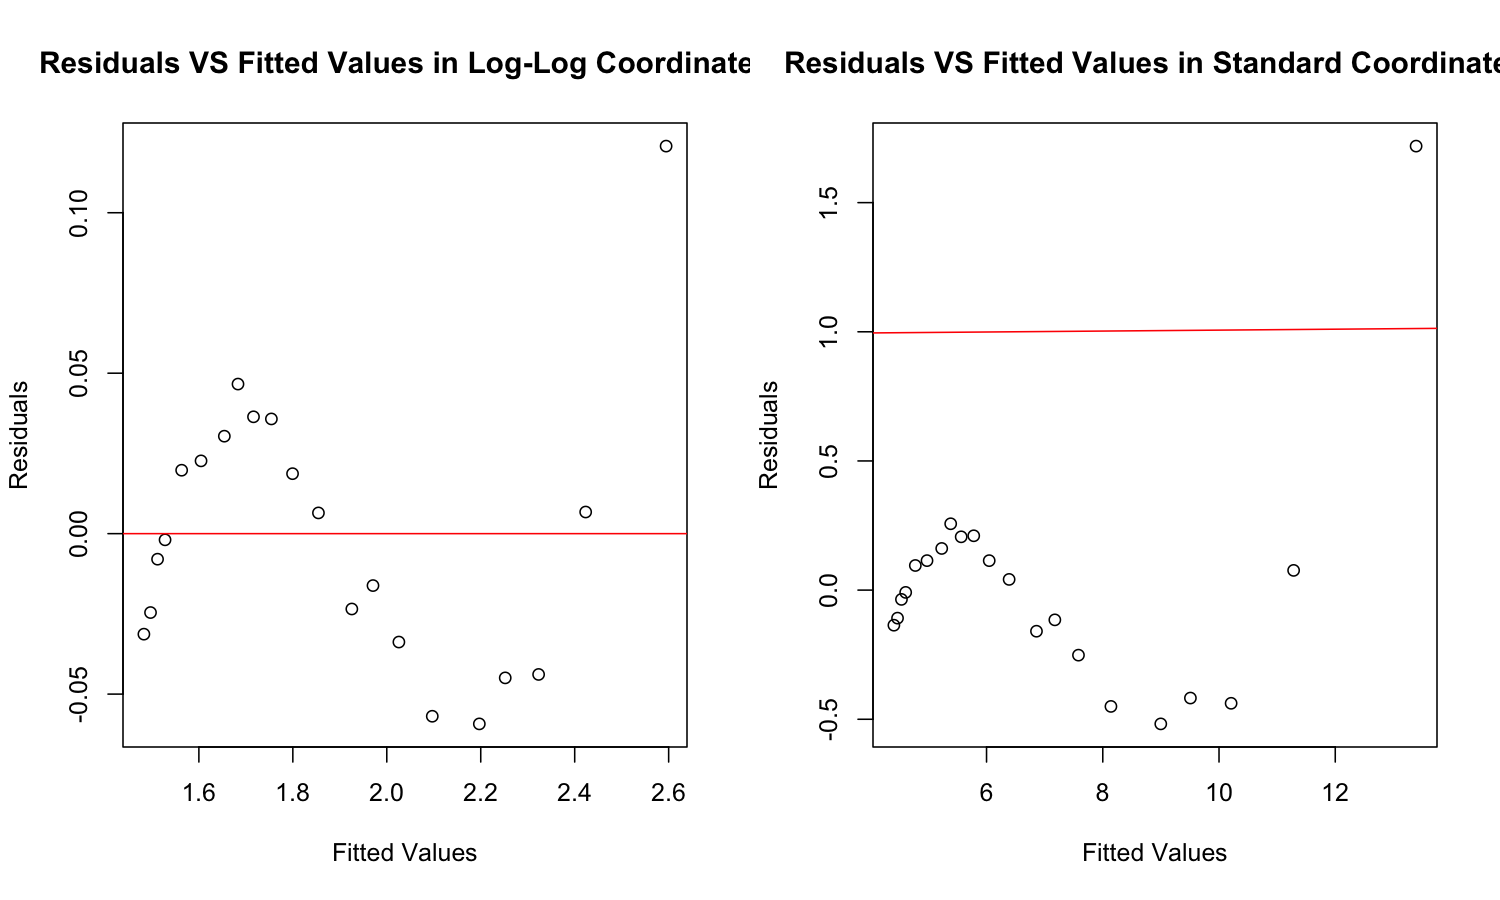 Residuals VS Fitted Values in Log-Log Coordinate
Residuals
0.10
0.05
0.00
-0.05
1.6 1.8 2.0 2.2 2.4 2.6
Fitted Values
Residuals VS Fitted Values in Standard Coordinate
Residuals
1.5
1.0
0.5
0.0
-0.5
6 8 10 12
Fitted Values